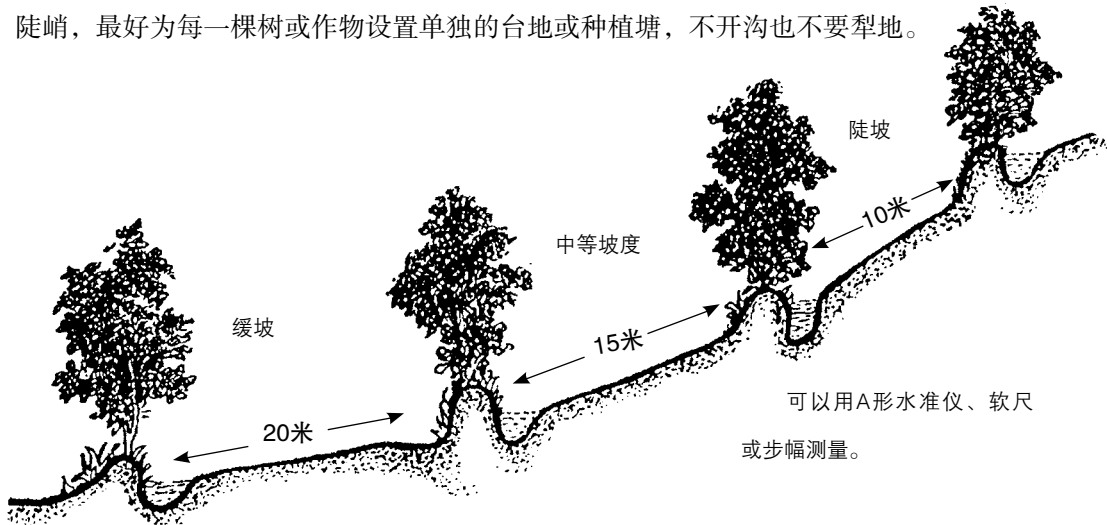 陡峭，最好为每一棵树或作物设置单独的台地或种植塘，不开沟也不要犁地。
陡坡
10米
中等坡度
15米
缓坡
20米
可以用A形水准仪、软尺
或步幅测量。